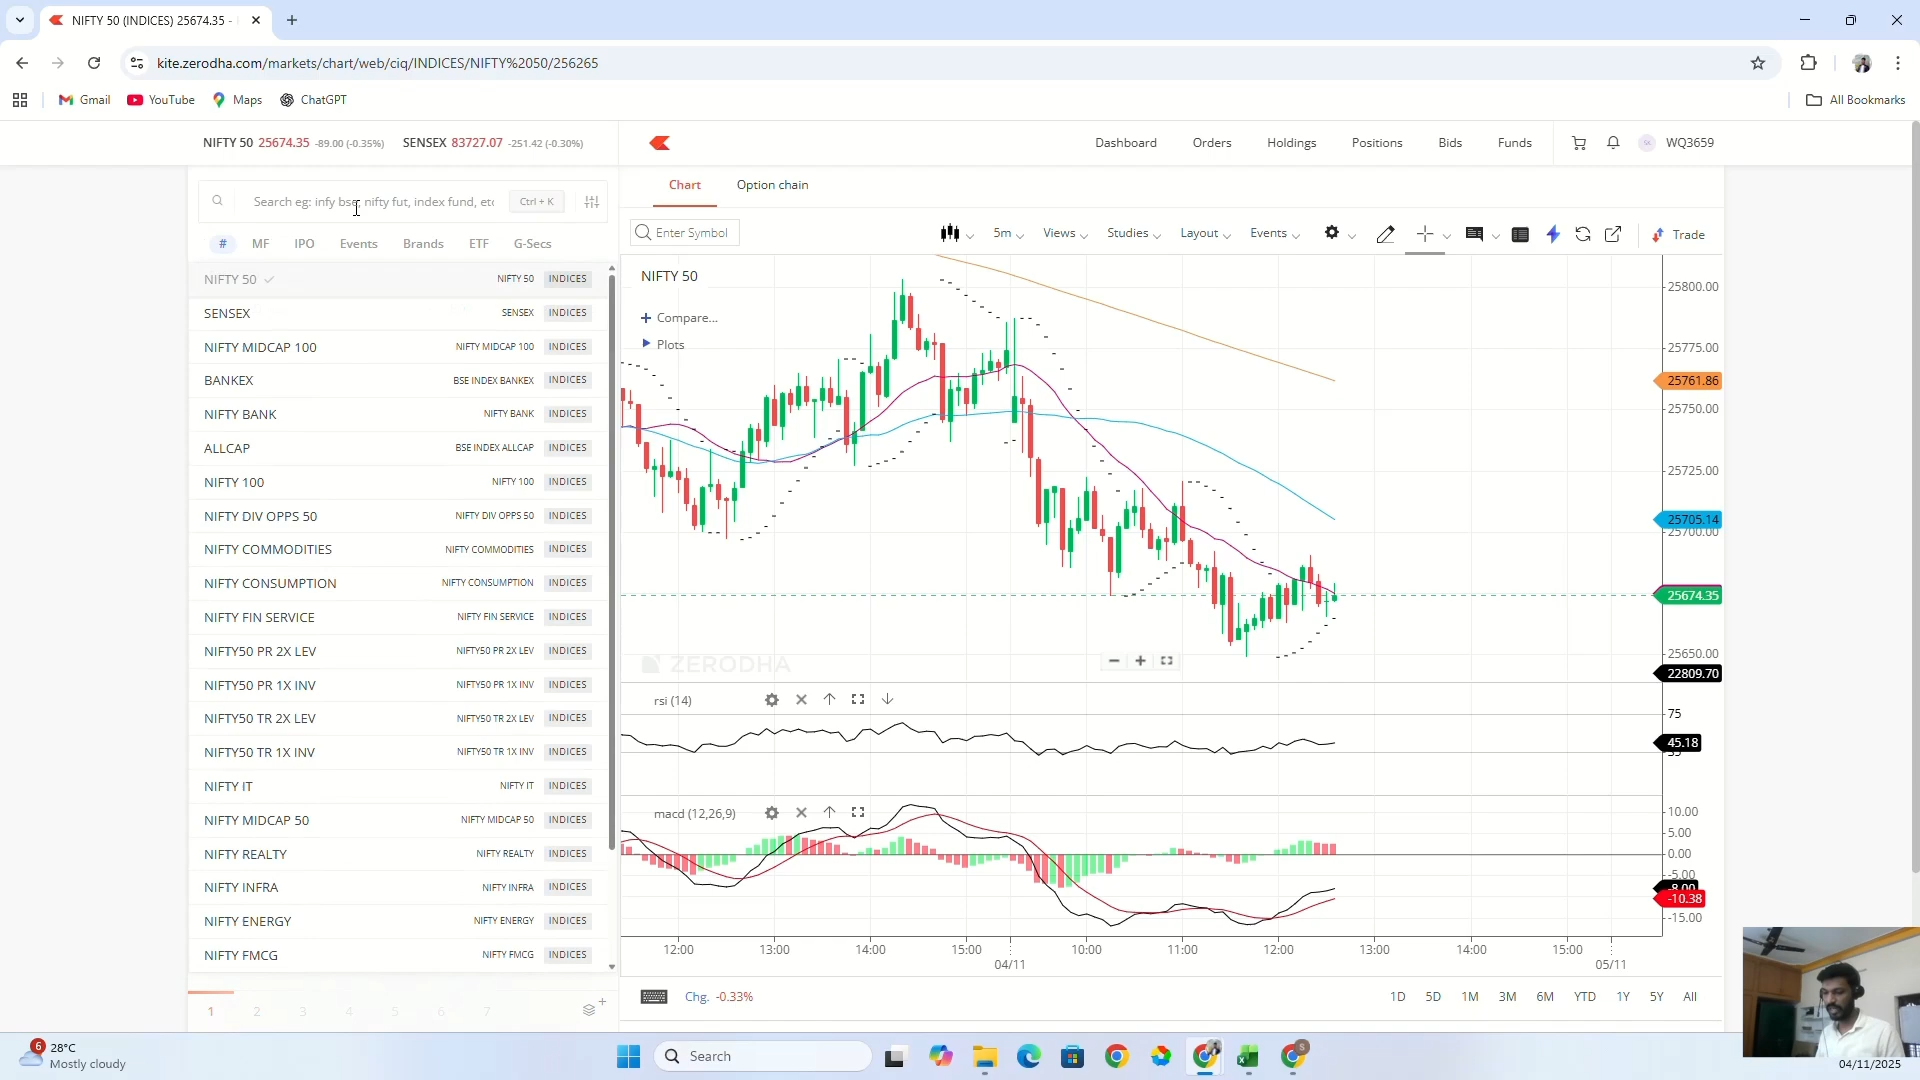 NIFTY 50 (INDICES) 25674.35 -
kite.zerodha.com/markets/chart/web/ciq/INDICES/NIFTY%2050/256265
Gmail YouTube Maps ChatGPT All Bookmarks
NIFTY 50 25674.35 -89.00 (-0.35%) SENSEX 83727.07 -251.42 (-0.30%)
Dashboard Orders Holdings Positions Bids Funds WQ3659
Search eg: infy bse, nifty fut, index fund, etc Ctrl + K
# MF IPO Events Brands ETF G-Secs
NIFTY 50 NIFTY 50 INDICES
SENSEX SENSEX INDICES
NIFTY MIDCAP 100 NIFTY MIDCAP 100 INDICES
BANKEX BSE INDEX BANKEX INDICES
NIFTY BANK NIFTY BANK INDICES
ALLCAP BSE INDEX ALLCAP INDICES
NIFTY 100 NIFTY 100 INDICES
NIFTY DIV OPPS 50 NIFTY DIV OPPS 50 INDICES
NIFTY COMMODITIES NIFTY COMMODITIES INDICES
NIFTY CONSUMPTION NIFTY CONSUMPTION INDICES
NIFTY FIN SERVICE NIFTY FIN SERVICE INDICES
NIFTY50 PR 2X LEV NIFTY50 PR 2X LEV INDICES
NIFTY50 PR 1X INV NIFTY50 PR 1X INV INDICES
NIFTY50 TR 2X LEV NIFTY50 TR 2X LEV INDICES
NIFTY50 TR 1X INV NIFTY50 TR 1X INV INDICES
NIFTY IT NIFTY IT INDICES
NIFTY MIDCAP 50 NIFTY MIDCAP 50 INDICES
NIFTY REALTY NIFTY REALTY INDICES
NIFTY INFRA NIFTY INFRA INDICES
NIFTY ENERGY NIFTY ENERGY INDICES
NIFTY FMCG NIFTY FMCG INDICES
1 2 3 4 5 6 7
Chart Option chain
Enter Symbol 5m Views Studies Layout Events Trade
NIFTY 50
Compare...
Plots
25800.00
25775.00
25761.86
25750.00
25725.00
25705.14
25700.00
25674.35
25650.00
22809.70
ZERODHA
rsi (14)
75
45.18
macd (12,26,9)
10.00
5.00
0.00
-5.00
-8.00
-10.38
-15.00
12:00 13:00 14:00 15:00 10:00 11:00 12:00 13:00 14:00 15:00
04/11 05/11
Chg. -0.33%
1D 5D 1M 3M 6M YTD 1Y 5Y All
6
28°C
Mostly cloudy
Search
S
04/11/2025